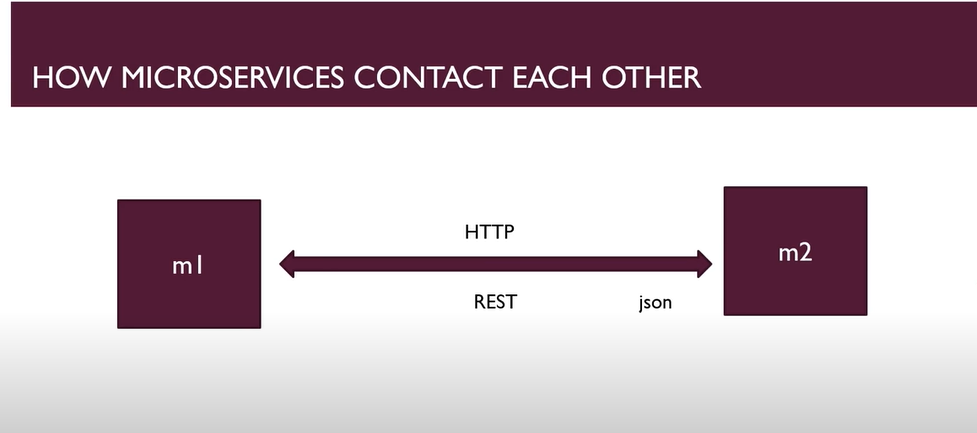 HOW MICROSERVICES CONTACT EACH OTHER
m1
HTTP
m2
REST
json